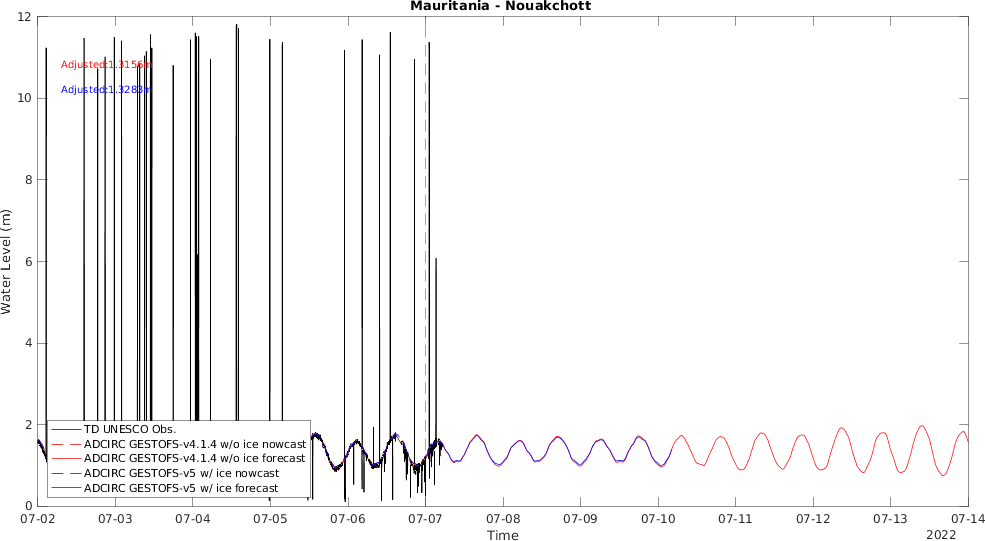 Mauritania - Nouakchott
12
10
8
6
4
2
0
Water Level (m)
Adjusted:1.3156m
Adjusted:1.3283m
TD UNESCO Obs.
ADCIRC GESTOFS-v4.1.4 w/o ice nowcast
ADCIRC GESTOFS-v4.1.4 w/o ice forecast
ADCIRC GESTOFS-v5 w/ ice nowcast
ADCIRC GESTOFS-v5 w/ ice forecast
07-02 07-03 07-04 07-05 07-06 07-07 07-08 07-09 07-10 07-11 07-12 07-13 07-14
Time
2022